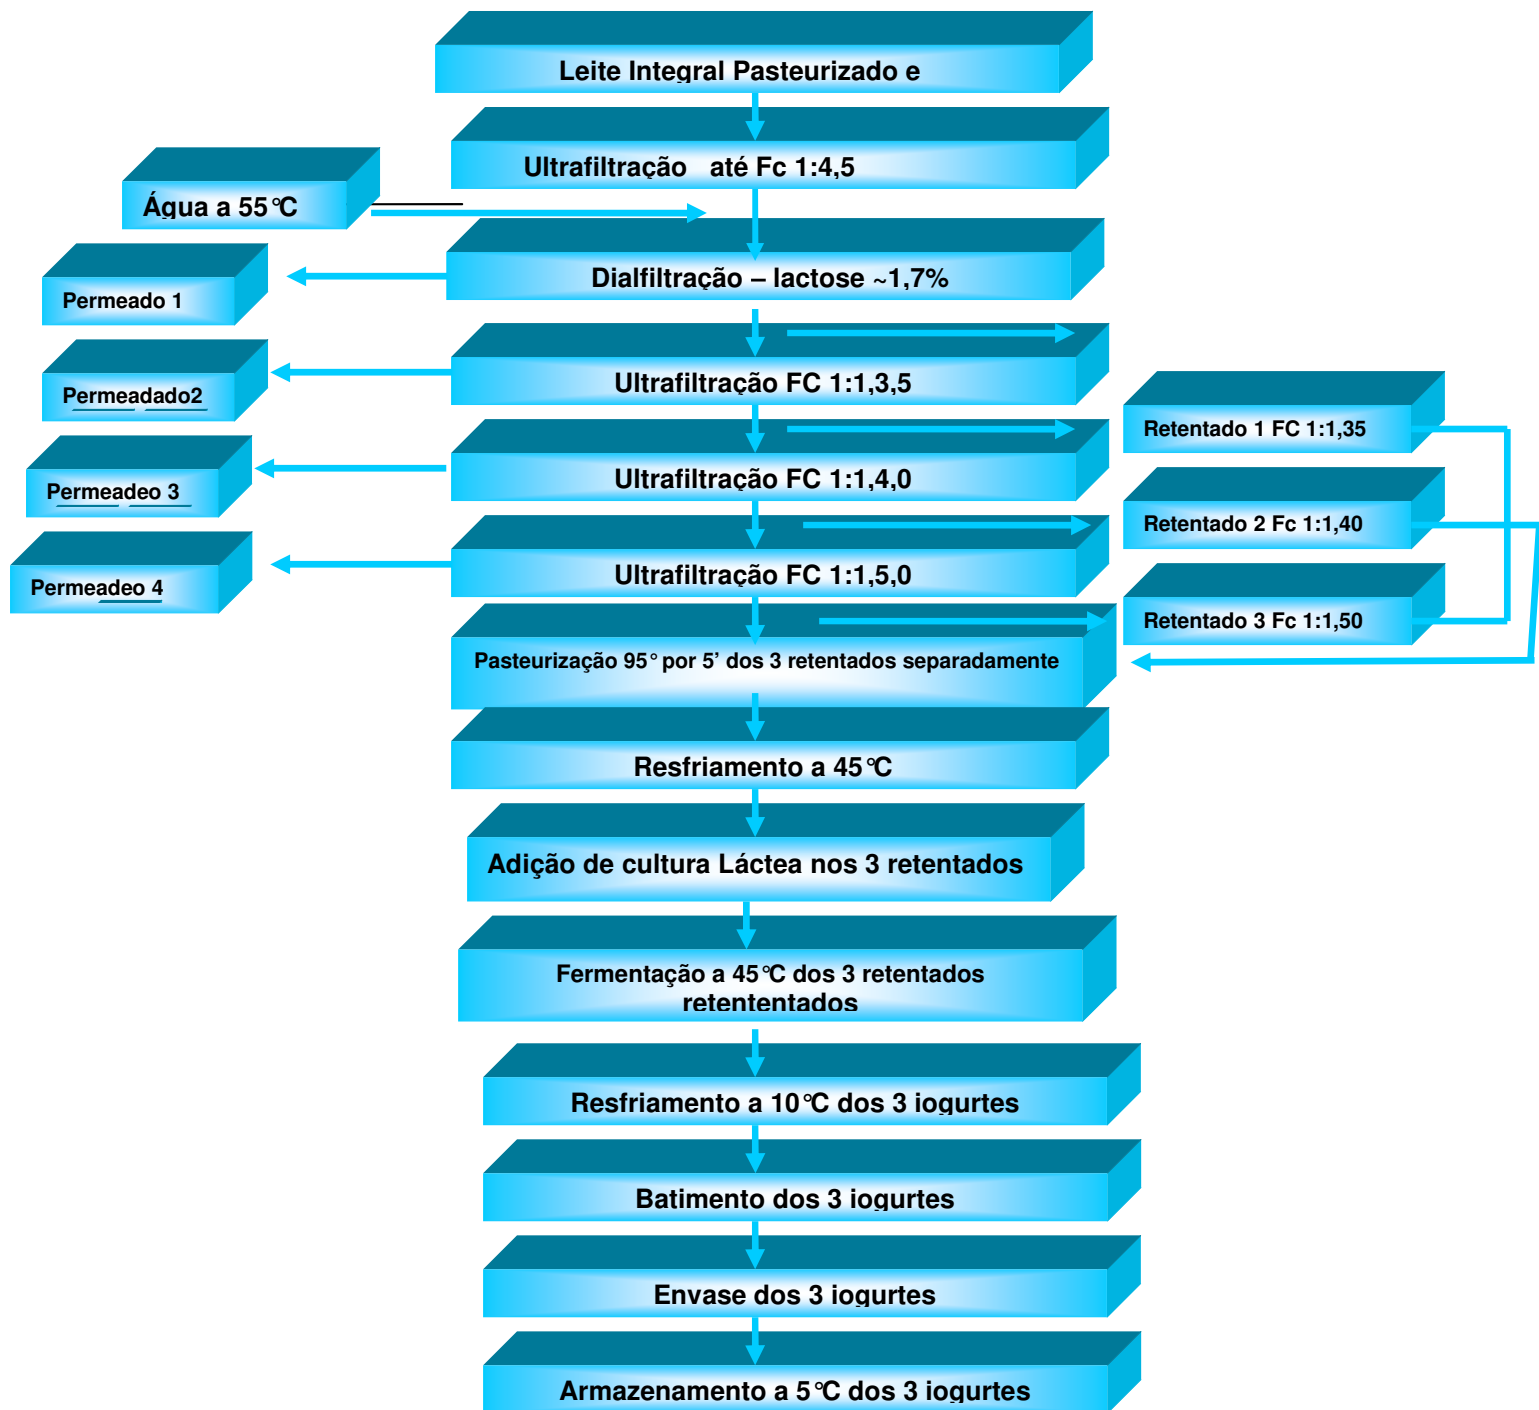 Leite Integral Pasteurizado e
Ultrafiltração até Fc 1:4,5
Água a 55°C
Dialfiltração – lactose ~1,7%
Permeado 1
Ultrafiltração FC 1:1,3,5
Permeadado2
Retentado 1 FC 1:1,35
Ultrafiltração FC 1:1,4,0
Permeadeo 3
Retentado 2 Fc 1:1,40
Ultrafiltração FC 1:1,5,0
Permeadeo 4
Retentado 3 Fc 1:1,50
Pasteurização 95° por 5’ dos 3 retentados separadamente
Resfriamento a 45°C
Adição de cultura Láctea nos 3 retentados
Fermentação a 45°C dos 3 retentados
retententados
Resfriamento a 10°C dos 3 iogurtes
Batimento dos 3 iogurtes
Envase dos 3 iogurtes
Armazenamento a 5°C dos 3 iogurtes